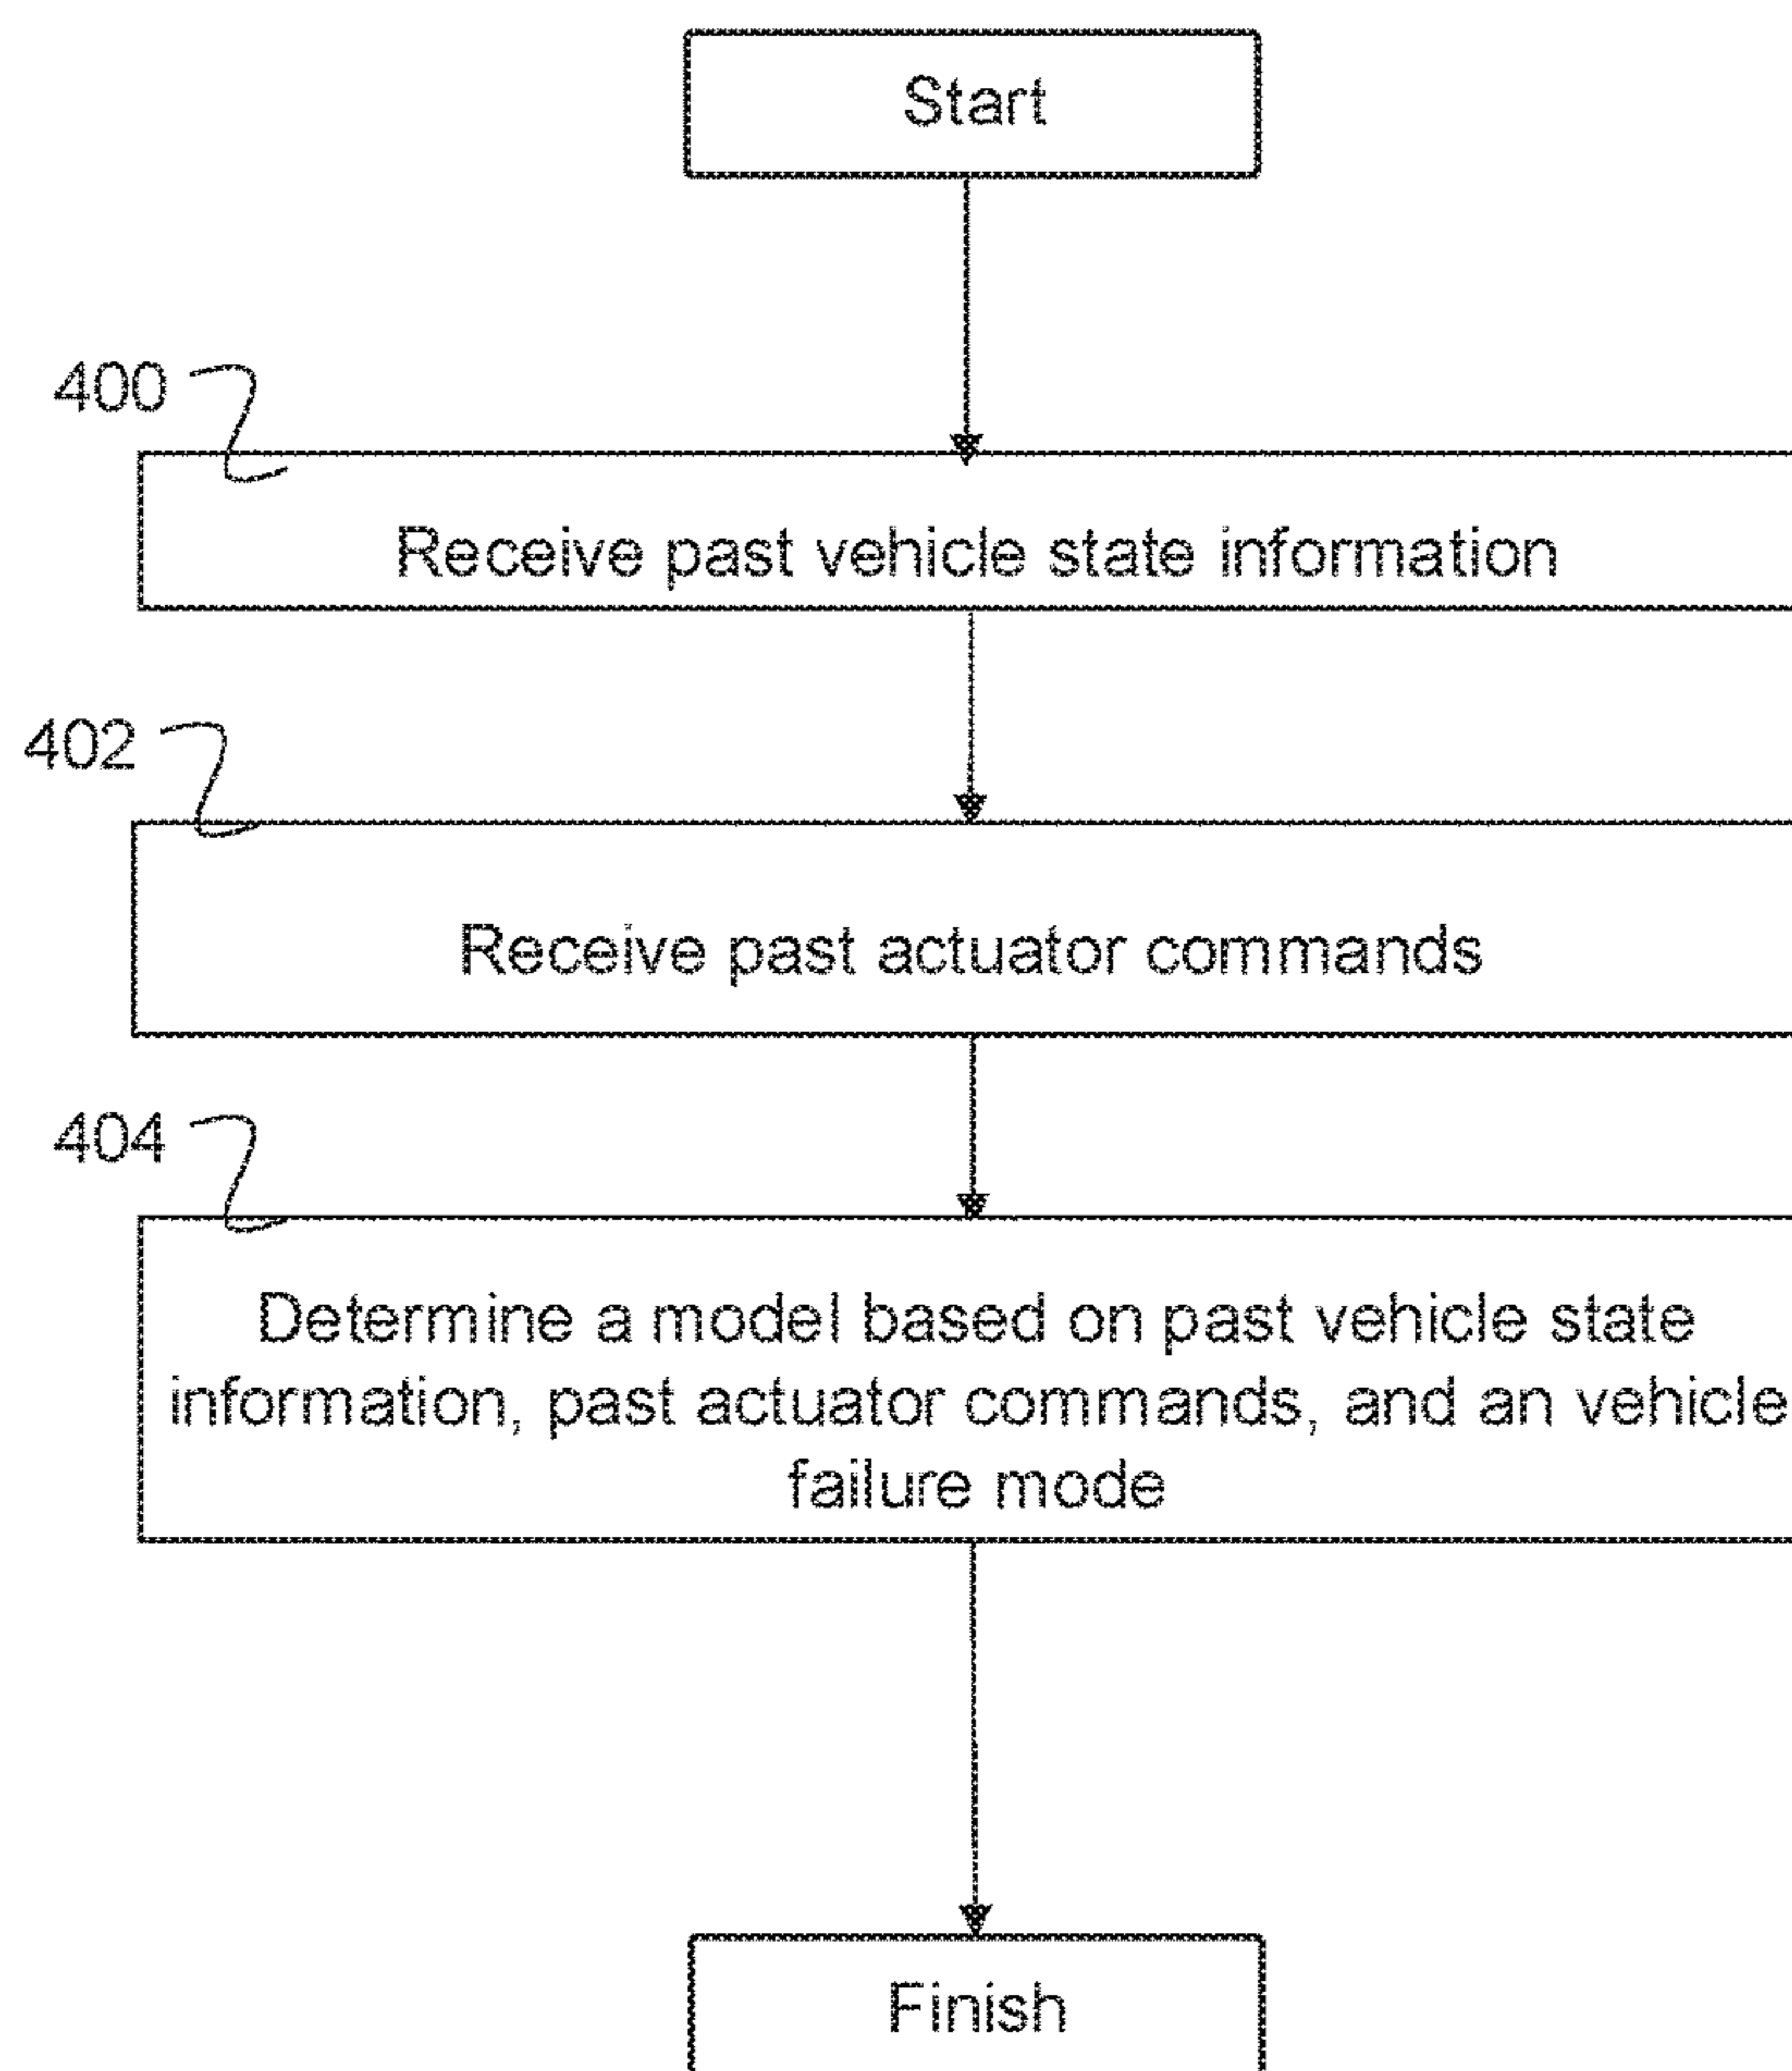 Start
400
Receive past vehicle state information
402
Receive past actuator commands
404
Determine a model based on past vehicle state
information, past actuator commands, and an vehicle
failure mode
Finish